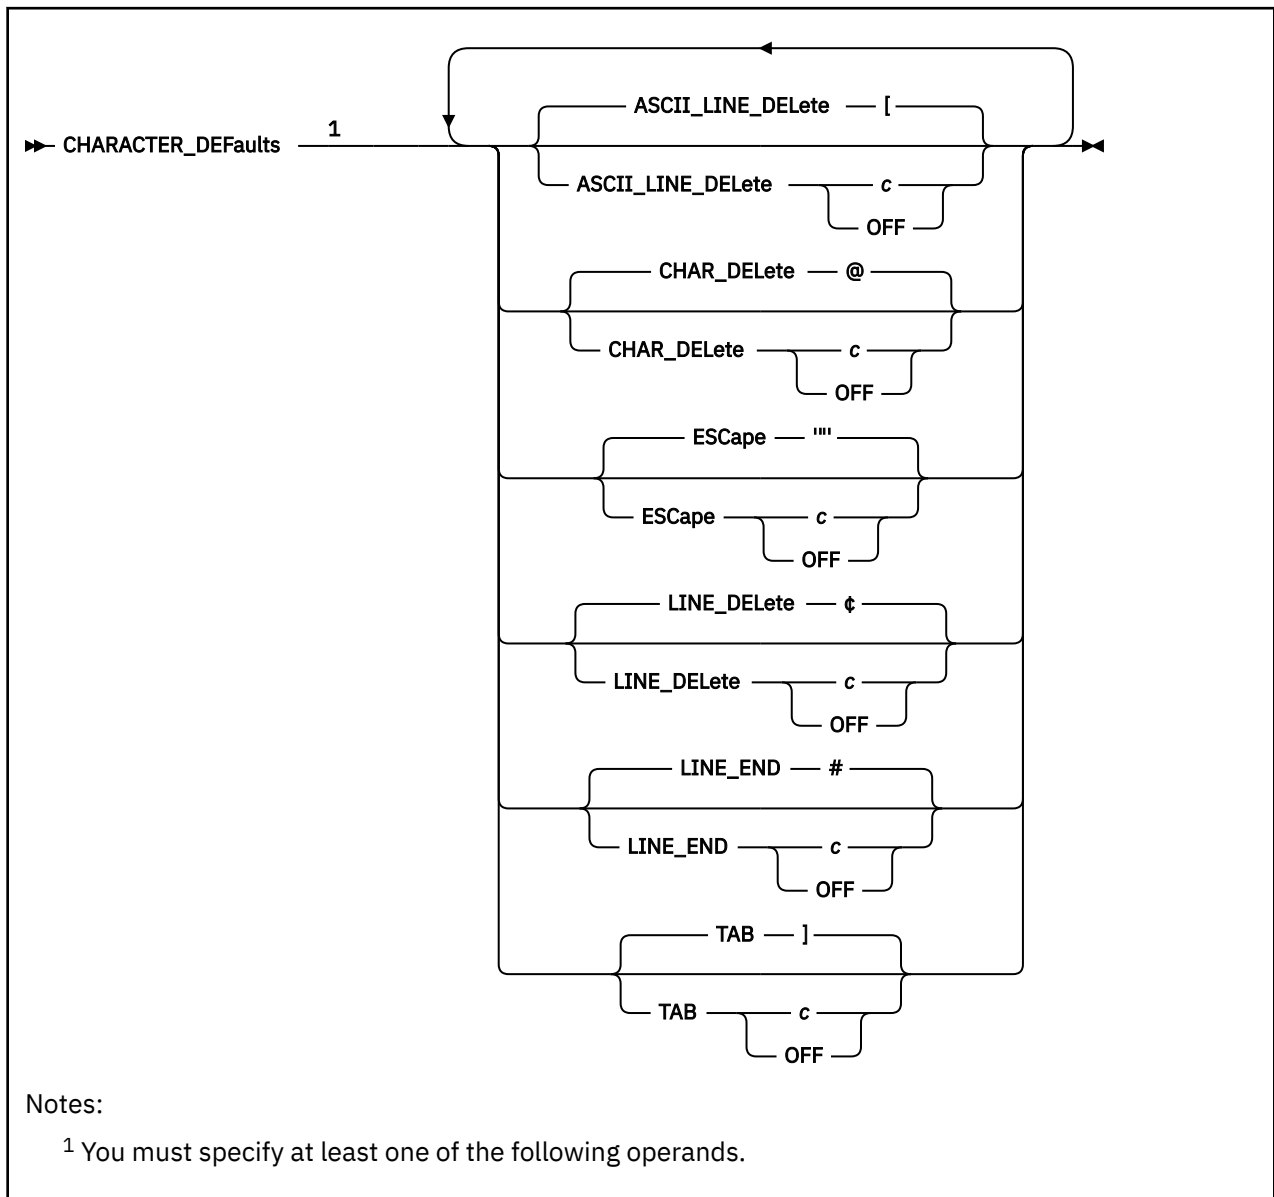 ASCII_LINE_DELete [
CHARACTER_DEFaults 1
ASCII_LINE_DELete c
OFF
CHAR_DELete @
CHAR_DELete c
OFF
ESCape """
ESCape c
OFF
LINE_DELete ¢
LINE_DELete c
OFF
LINE_END #
LINE_END c
OFF
TAB ]
TAB c
OFF
Notes:
1 You must specify at least one of the following operands.